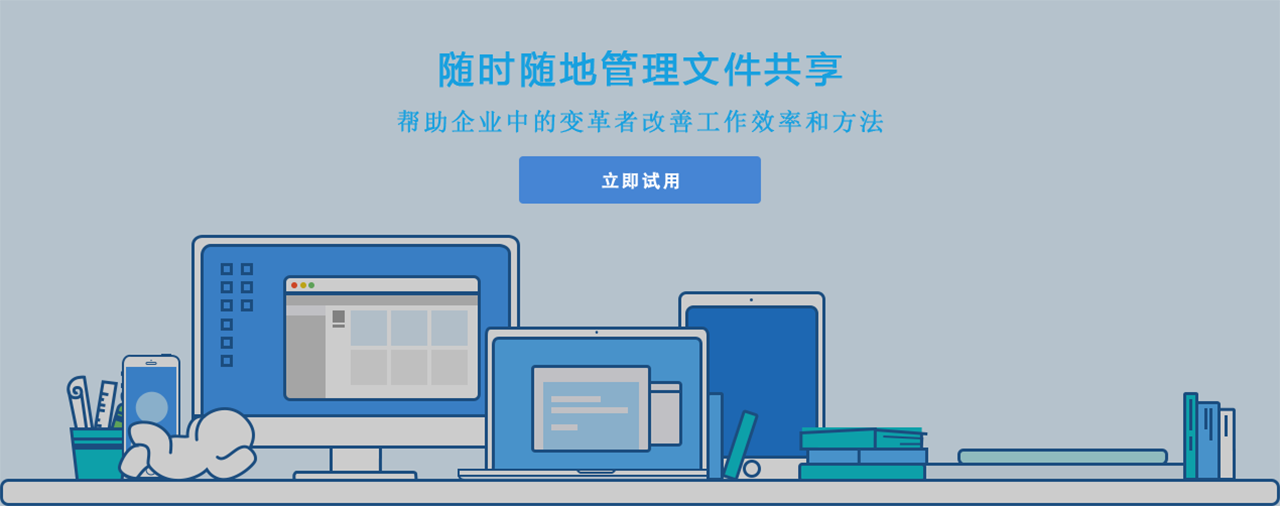 随时随地管理文件共享
帮助企业中的变革者改善工作效率和方法
立即试用